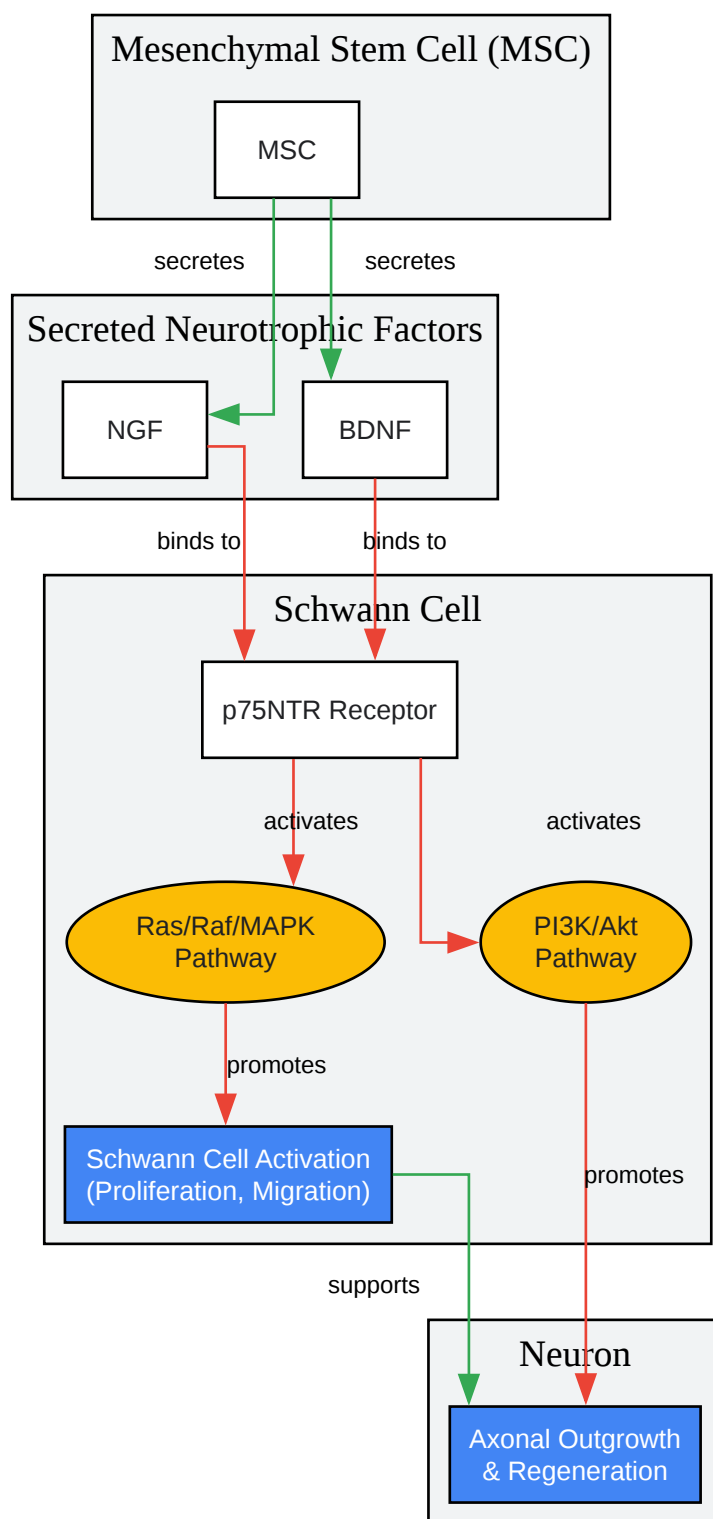 Mesenchymal Stem Cell (MSC)
MSC
secretes
secretes
Secreted Neurotrophic Factors
NGF
BDNF
binds to
binds to
Schwann Cell
p75NTR Receptor
activates
activates
Ras/Raf/MAPK
Pathway
PI3K/Akt
Pathway
promotes
Schwann Cell Activation
(Proliferation, Migration)
promotes
supports
Neuron
Axonal Outgrowth
& Regeneration